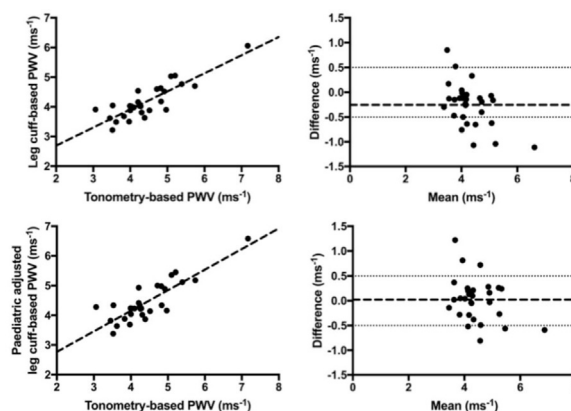 7
6
5
4
3
2
2 3 4 5 6 7 8
Leg cuff-based PWV (ms⁻¹)
Tonometry-based PWV (ms⁻¹)
1.5
1.0
0.5
0.0
-0.5
-1.0
-1.5
0 2 4 6 8
Difference (ms⁻¹)
Mean (ms⁻¹)
7
6
5
4
3
2
2 3 4 5 6 7 8
Paediatric adjusted
leg cuff-based PWV (ms⁻¹)
Tonometry-based PWV (ms⁻¹)
1.5
1.0
0.5
0.0
-0.5
-1.0
0 2 4 6 8
Difference (ms⁻¹)
Mean (ms⁻¹)